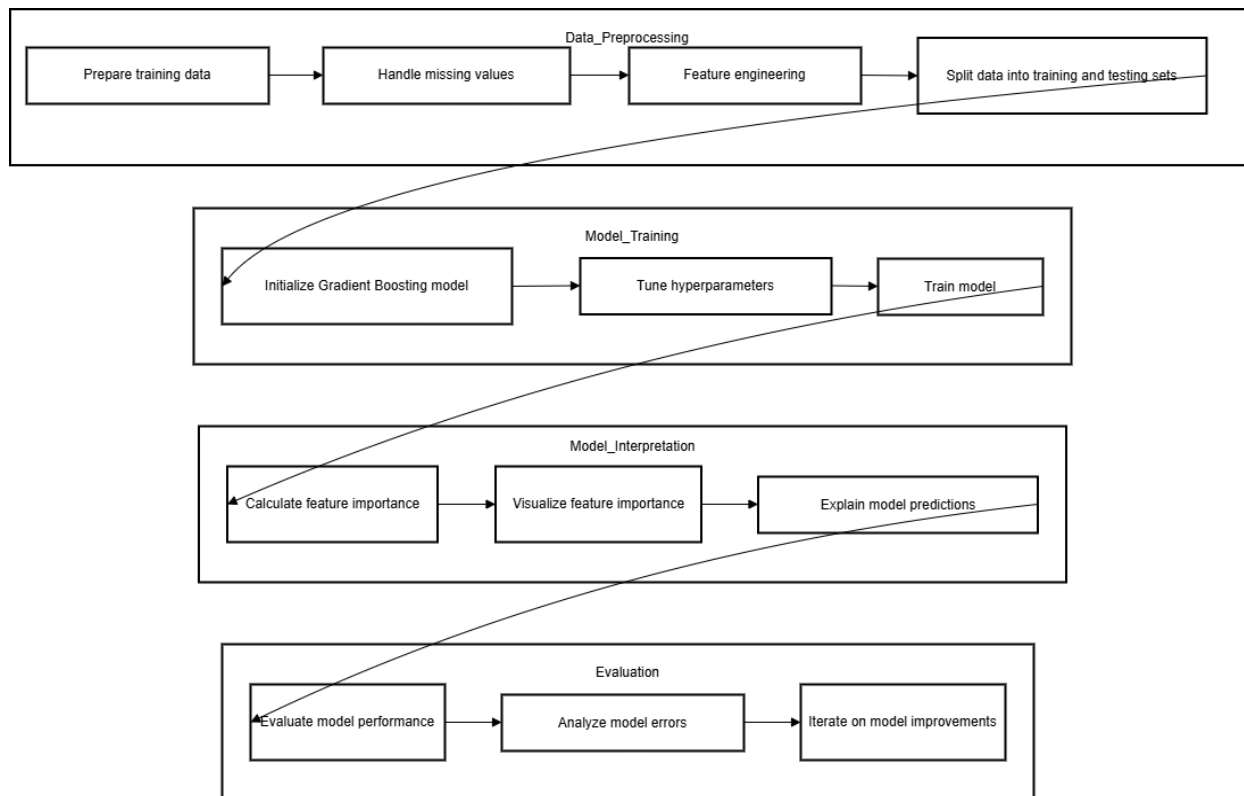 Data_Preprocessing
Prepare training data
Handle missing values
Feature engineering
Split data into training and testing sets
Model_Training
Initialize Gradient Boosting model
Tune hyperparameters
Train model
Model_Interpretation
Calculate feature importance
Visualize feature importance
Explain model predictions
Evaluation
Evaluate model performance
Analyze model errors
Iterate on model improvements